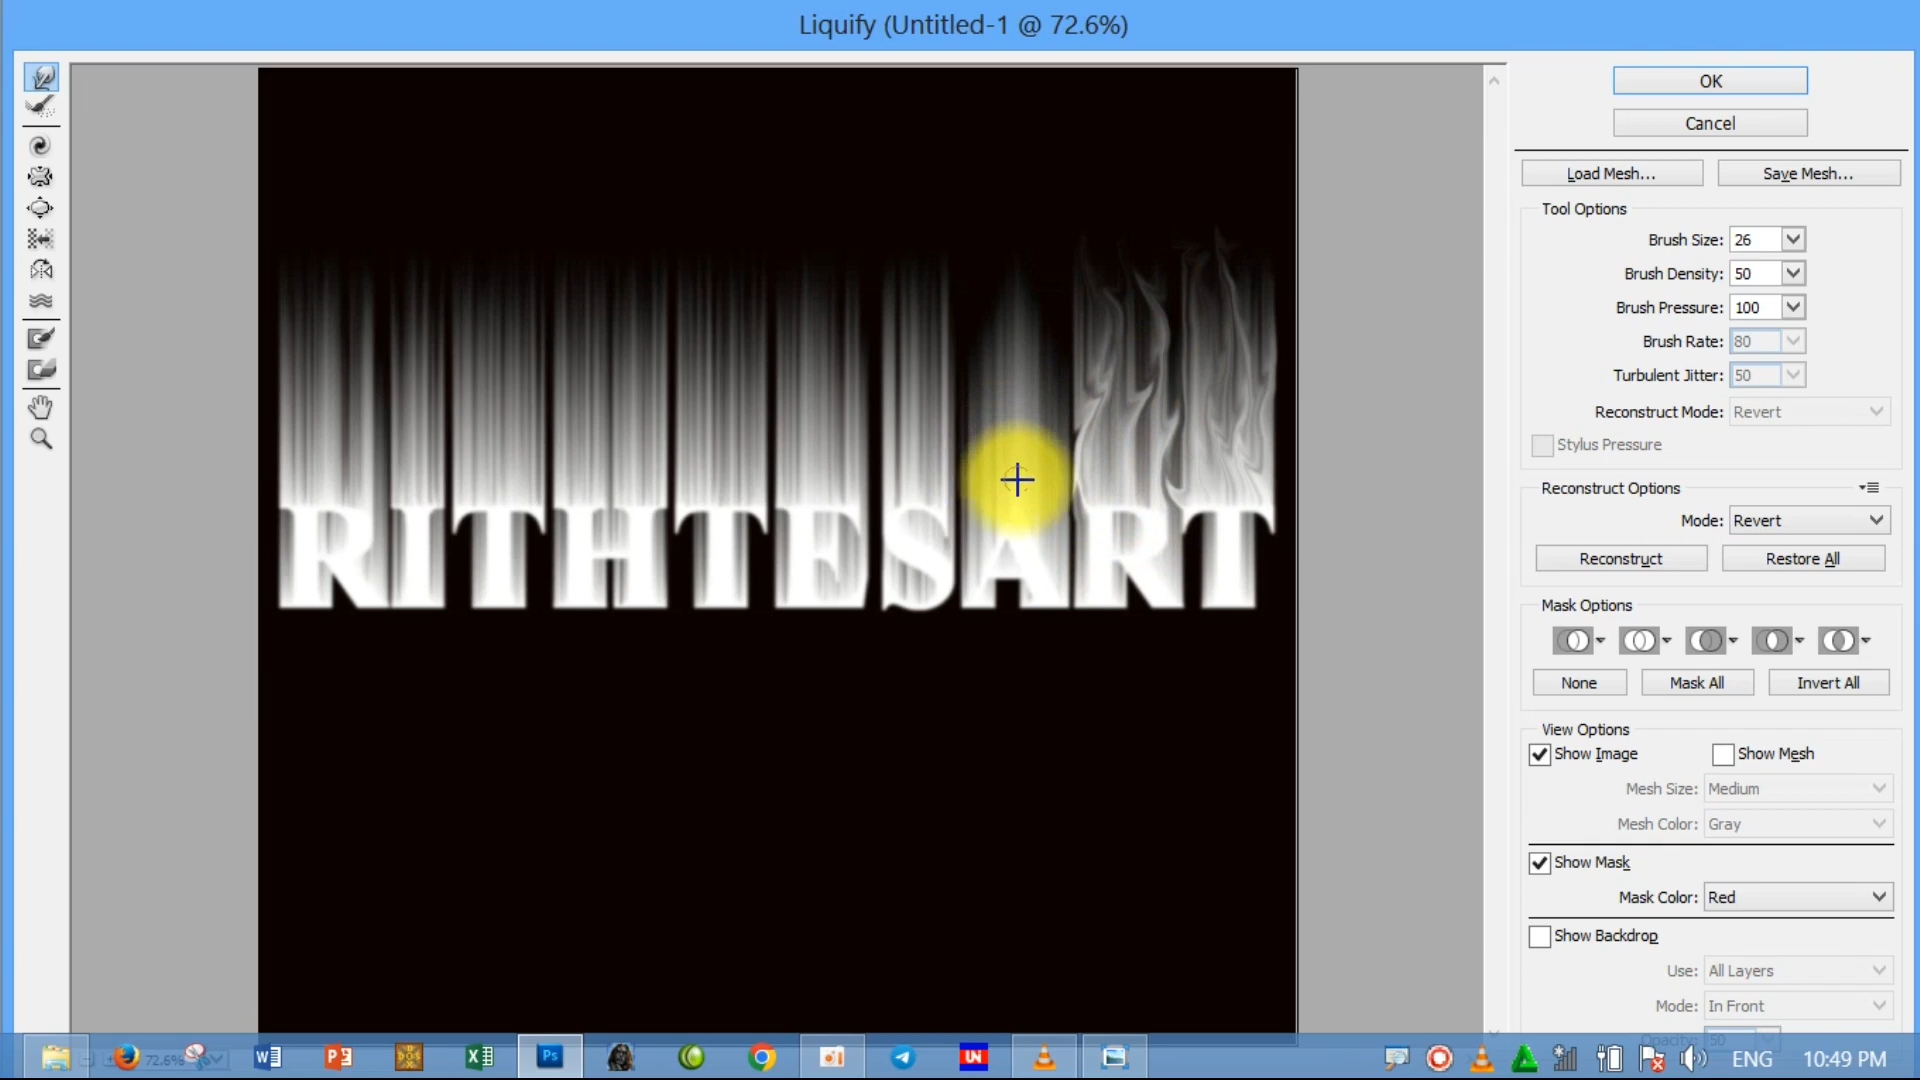 Liquify (Untitled-1 @ 72.6%)
OK
Cancel
Load Mesh...
Save Mesh...
Tool Options
Brush Size: 26
Brush Density: 50
Brush Pressure: 100
Brush Rate: 80
Turbulent Jitter: 50
Reconstruct Mode: Revert
Stylus Pressure
Reconstruct Options
Mode: Revert
Reconstruct
Restore All
RITHTESART
Mask Options
None
Mask All
Invert All
View Options
Show Image
Show Mesh
Mesh Size: Medium
Mesh Color: Gray
Show Mask
Mask Color: Red
Show Backdrop
Use: All Layers
Mode: In Front
Opacity: 50
72.6%
Ps
UN
ENG
10:49 PM